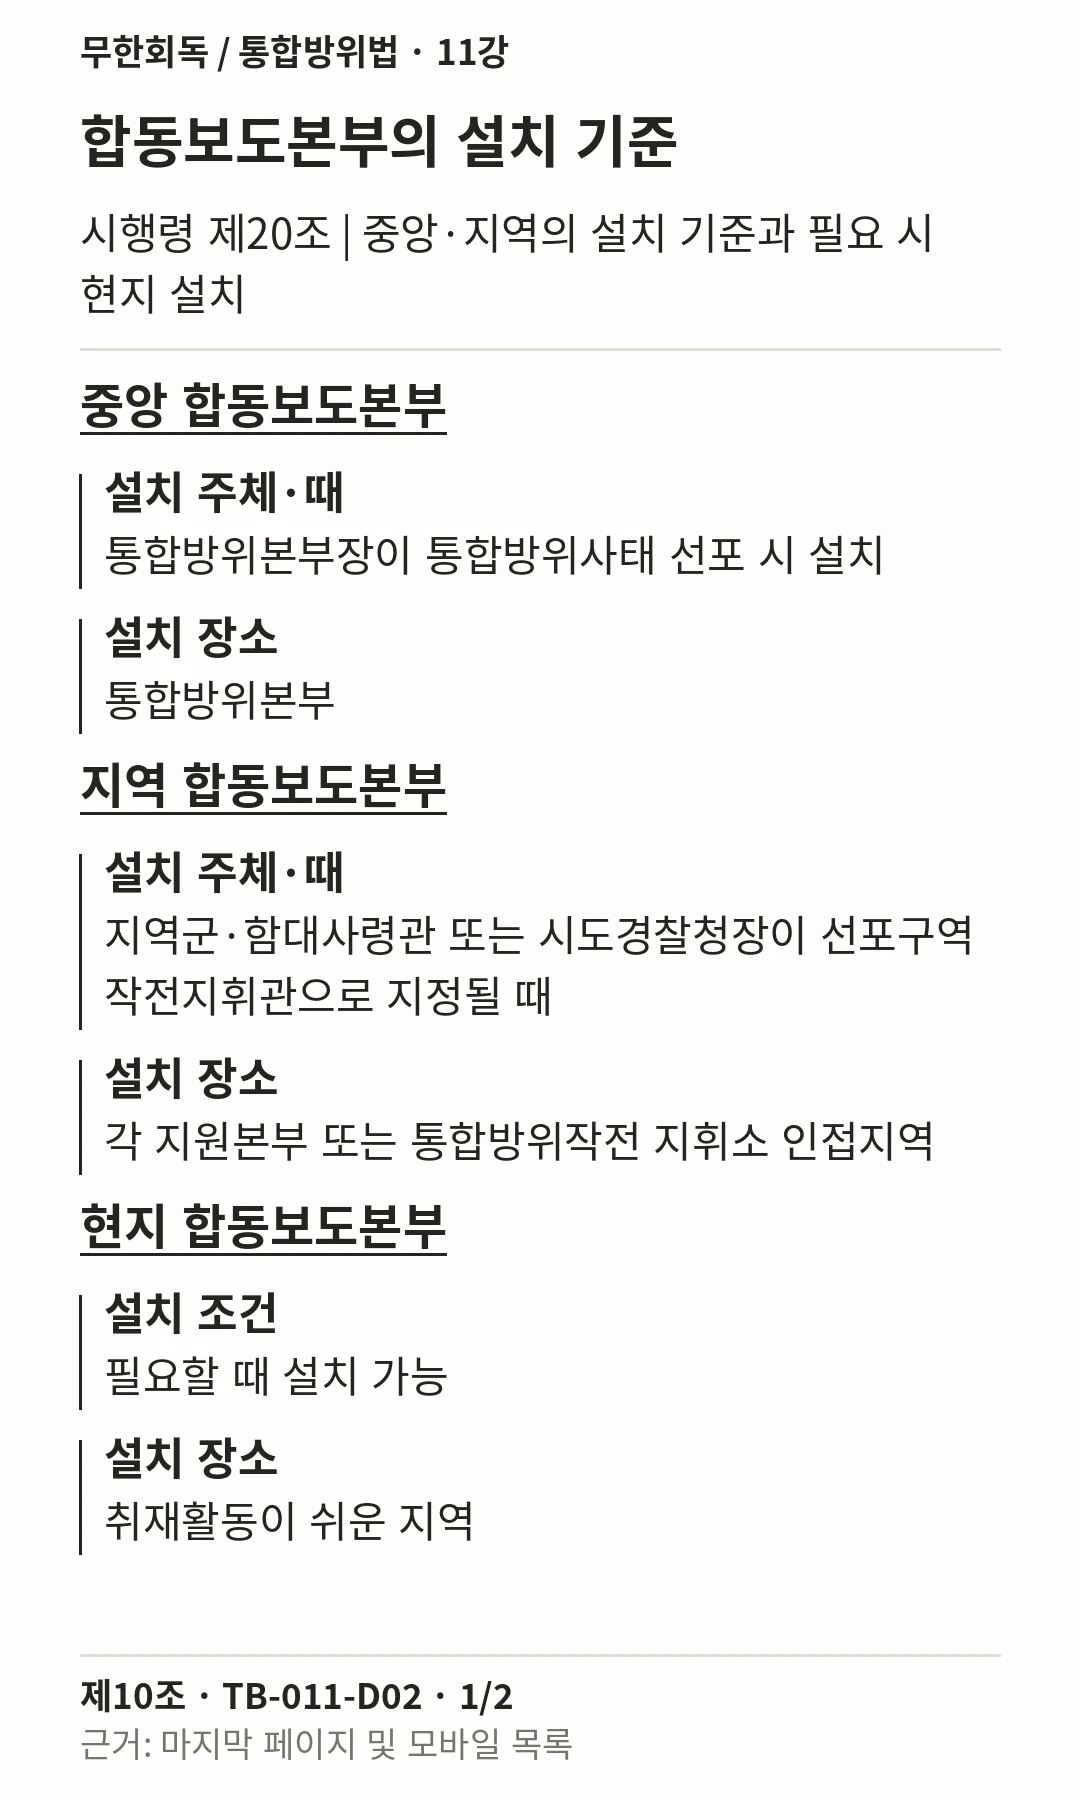 무한회독 / 통합방위법 · 11강
합동보도본부의 설치 기준
시행령 제20조 | 중앙·지역의 설치 기준과 필요 시
현지 설치
중앙 합동보도본부
설치 주체·때
통합방위본부장이 통합방위사태 선포 시 설치
설치 장소
통합방위본부
지역 합동보도본부
설치 주체·때
지역군·함대사령관 또는 시도경찰청장이 선포구역
작전지휘관으로 지정될 때
설치 장소
각 지원본부 또는 통합방위작전 지휘소 인접지역
현지 합동보도본부
설치 조건
필요할 때 설치 가능
설치 장소
취재활동이 쉬운 지역
제10조 · TB-011-D02 · 1/2
근거: 마지막 페이지 및 모바일 목록